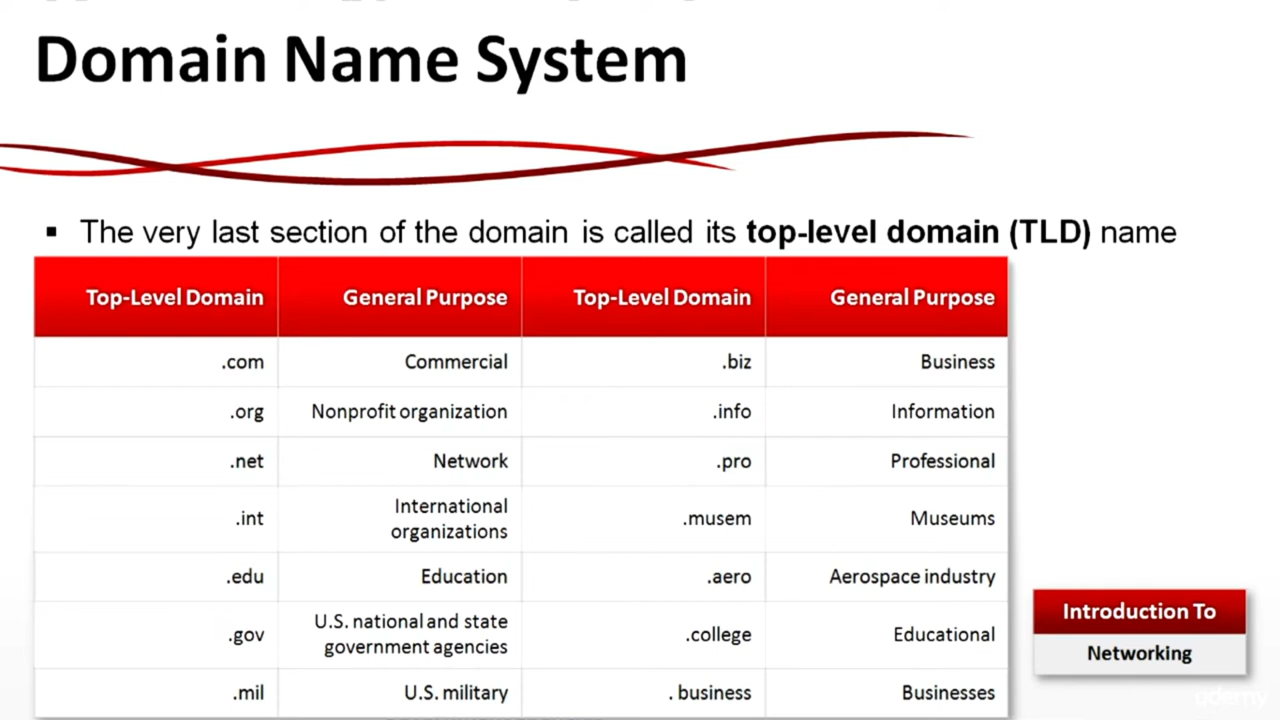 Domain Name System
▪ The very last section of the domain is called its top-level domain (TLD) name
Top-Level Domain General Purpose Top-Level Domain General Purpose
.com Commercial .biz Business
.org Nonprofit organization .info Information
.net Network .pro Professional
.int International organizations .musem Museums
.edu Education .aero Aerospace industry
.gov U.S. national and state government agencies .college Educational
.mil U.S. military . business Businesses
Introduction To
Networking
udemy